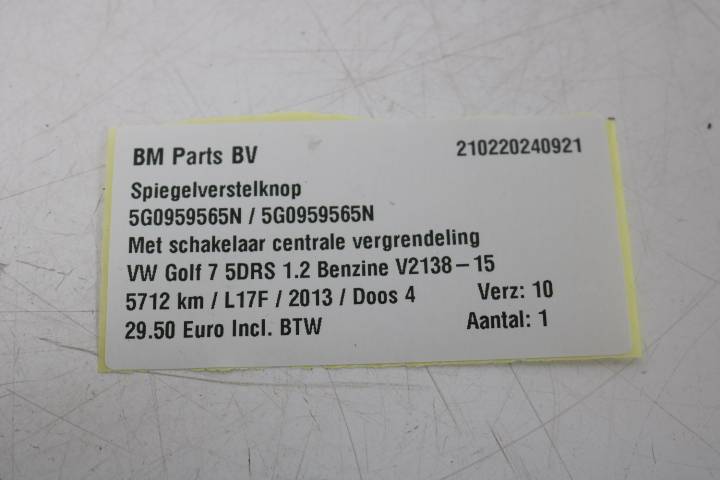 BM Parts BV 210220240921
Spiegelverstelknop
5G0959565N / 5G0959565N
Met schakelaar centrale vergrendeling
VW Golf 7 5DRS 1.2 Benzine V2138-15
5712 km / L17F / 2013 / Doos 4 Verz: 10
29.50 Euro Incl. BTW Aantal: 1